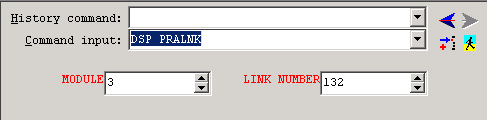 History command:
Command input: DSP PRALNK
MODULE 3 LINK NUMBER 132